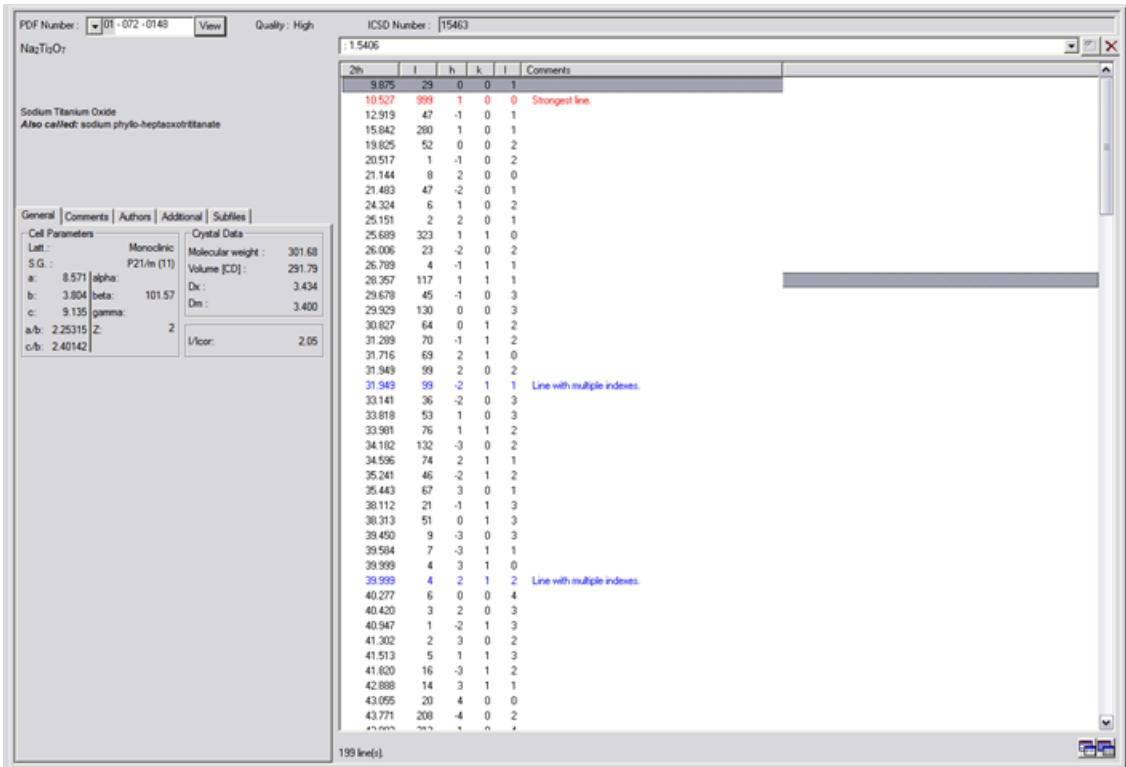 PDF Number : 01 - 072 - 0148 View Quality : High ICSD Number : 15463
Na2Ti3O7
: 1.5406
Sodium Titanium Oxide
Also called: sodium phyllo-heptaoxotrititanate
General Comments Authors Additional Subfiles
Cell Parameters
Latt.: Monoclinic
S.G. : P21/m (11)
a: 8.571 alpha:
b: 3.804 beta: 101.57
c: 9.135 gamma:
a/b: 2.25315 Z: 2
c/b: 2.40142
Crystal Data
Molecular weight : 301.68
Volume [CD] : 291.79
Dx : 3.434
Dm : 3.400
I/Icor: 2.05
2th I h k l Comments
9.875 29 0 0 1
10.527 999 1 0 0 Strongest line.
12.919 47 -1 0 1
15.842 280 1 0 1
19.825 52 0 0 2
20.517 1 -1 0 2
21.144 8 2 0 0
21.483 47 -2 0 1
24.324 6 1 0 2
25.151 2 2 0 1
25.689 323 1 1 0
26.006 23 -2 0 2
26.789 4 -1 1 1
28.357 117 1 1 1
29.678 45 -1 0 3
29.929 130 0 0 3
30.827 64 0 1 2
31.289 70 -1 1 2
31.716 69 2 1 0
31.949 99 2 0 2
31.949 99 -2 1 1 Line with multiple indexes.
33.141 36 -2 0 3
33.818 53 1 0 3
33.981 76 1 1 2
34.182 132 -3 0 2
34.596 74 2 1 1
35.241 46 -2 1 2
35.443 67 3 0 1
38.112 21 -1 1 3
38.313 51 0 1 3
39.450 9 -3 0 3
39.584 7 -3 1 1
39.999 4 3 1 0
39.999 4 2 1 2 Line with multiple indexes.
40.277 6 0 0 4
40.420 3 2 0 3
40.947 1 -2 1 3
41.302 2 3 0 2
41.513 5 1 1 3
41.820 16 -3 1 2
42.888 14 3 1 1
43.055 20 4 0 0
43.771 208 -4 0 2
199 line(s).